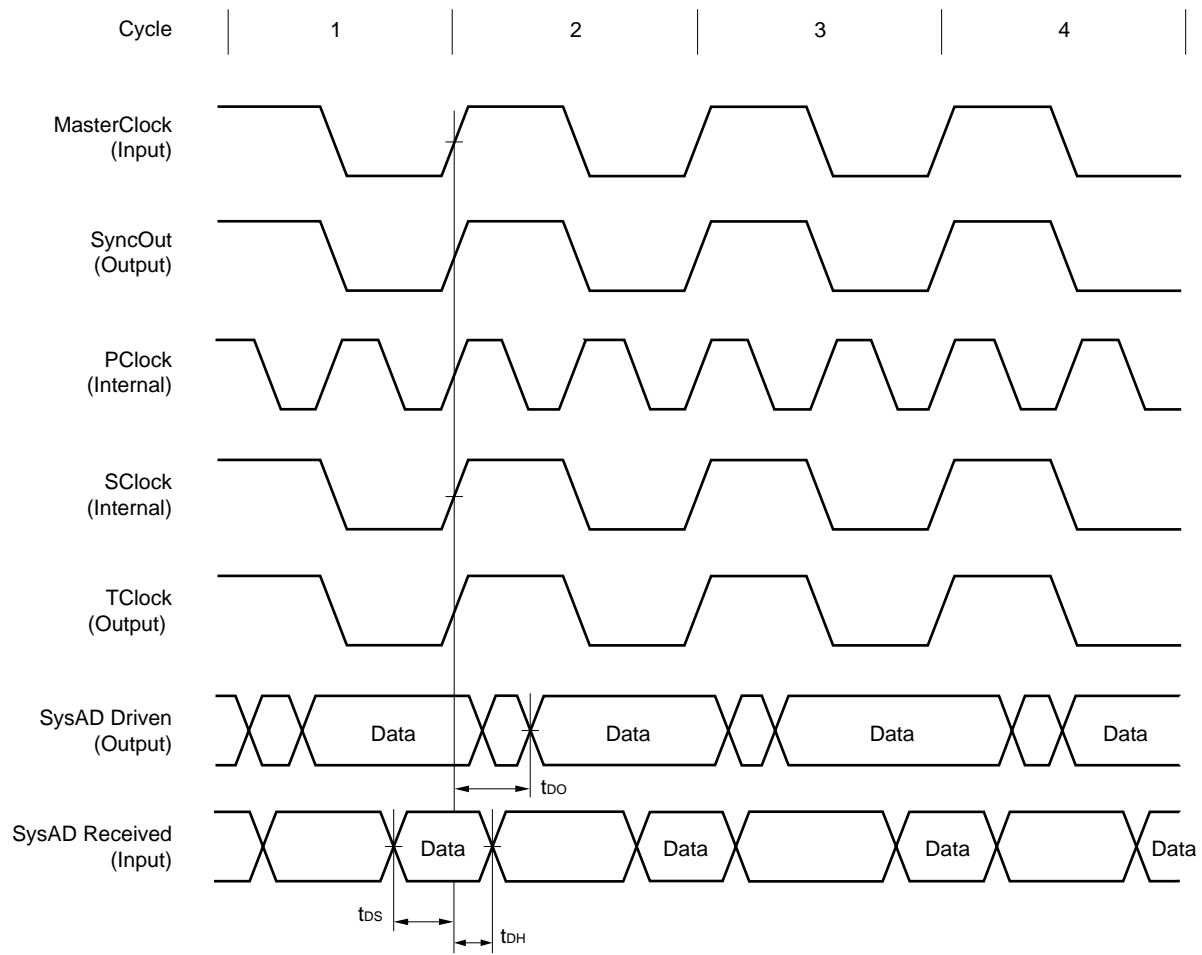 Cycle 1 2 3 4
MasterClock
(Input)
SyncOut
(Output)
PClock
(Internal)
SClock
(Internal)
TClock
(Output)
SysAD Driven
(Output)
Data Data Data Data
tDO
SysAD Received
(Input)
Data Data Data Data
tDS
tDH